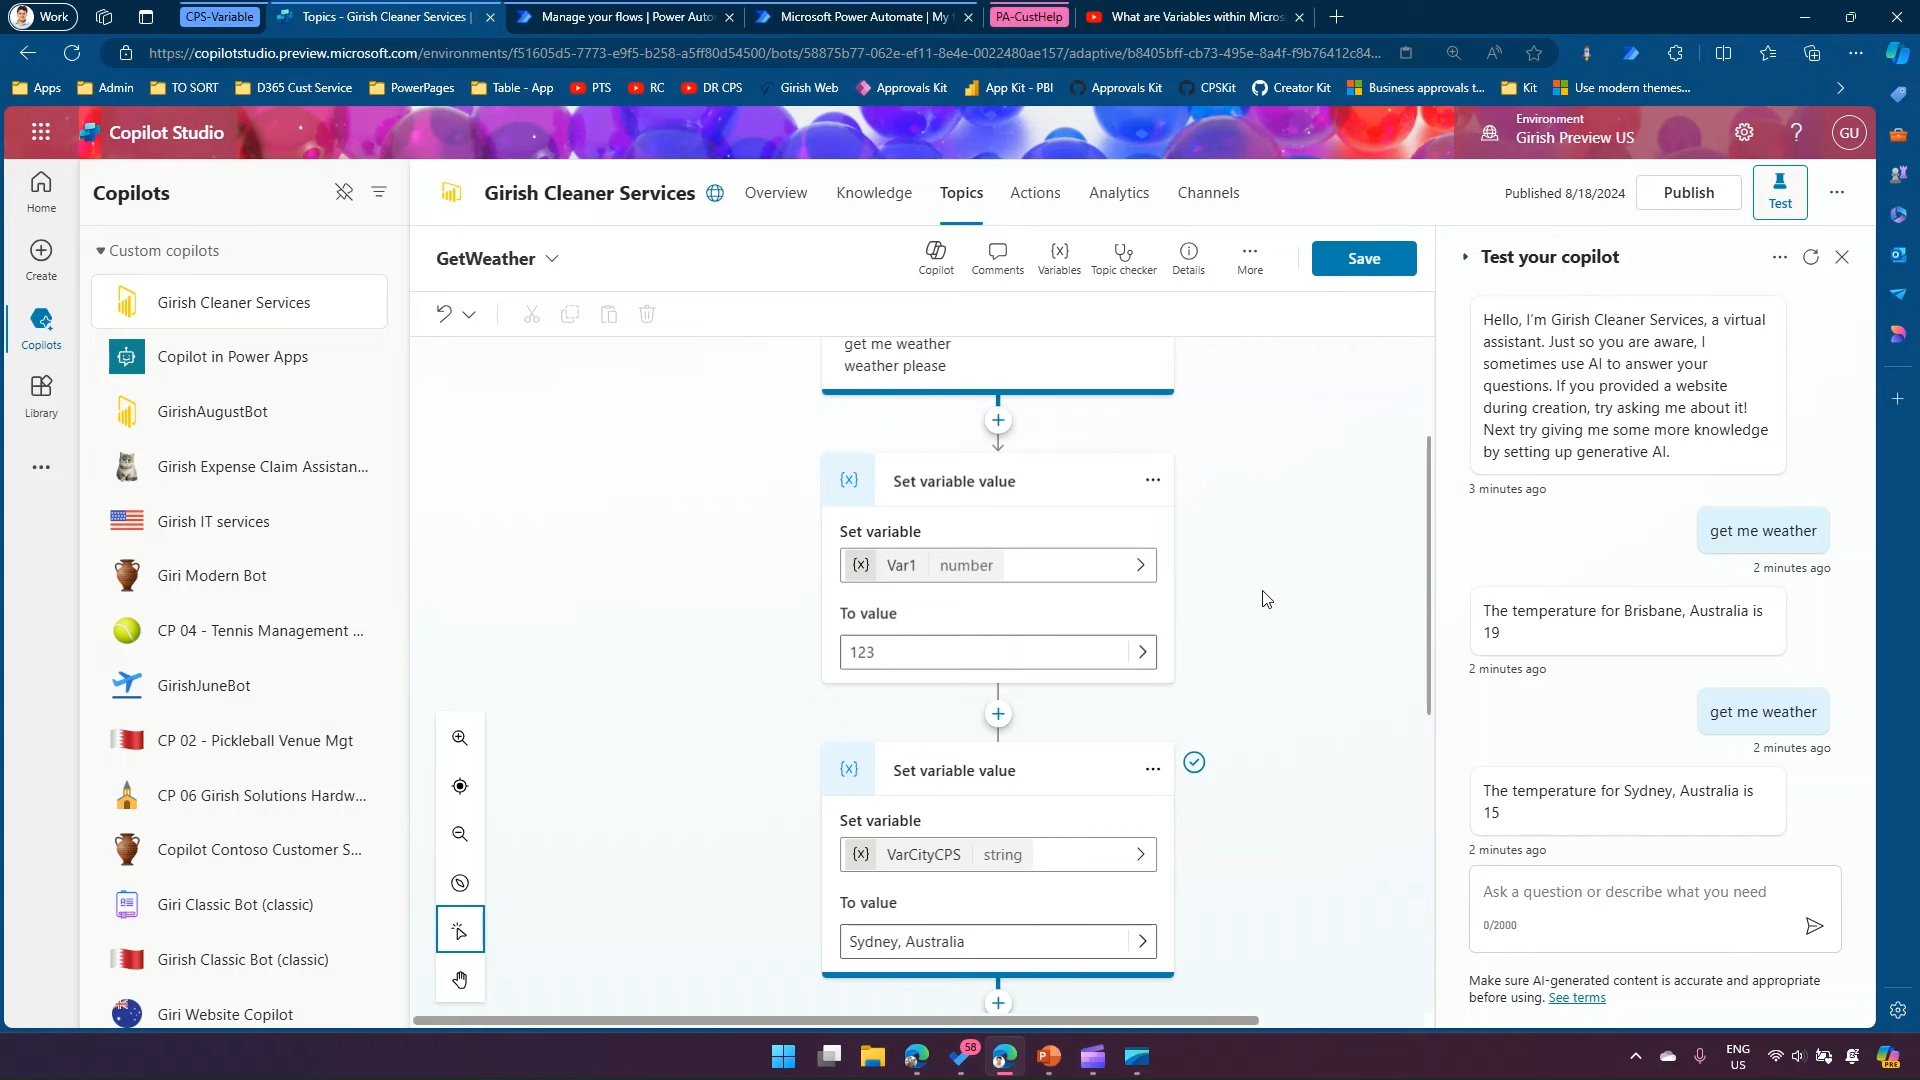 Work
CPS-Variable
Topics - Girish Cleaner Services |
Manage your flows | Power Auto
Microsoft Power Automate | My f
PA-CustHelp
What are Variables within Micros
https://copilotstudio.preview.microsoft.com/environments/f51605d5-7773-e9f5-b258-a5ff80d54500/bots/58875b77-062e-ef11-8e4e-0022480ae157/adaptive/b8405bff-cb73-495e-8a4f-f9b76412c84...
Apps
Admin
TO SORT
D365 Cust Service
PowerPages
Table - App
PTS
RC
DR CPS
Girish Web
Approvals Kit
App Kit - PBI
Approvals Kit
CPSKit
Creator Kit
Business approvals t...
Kit
Use modern themes...
Copilot Studio
Environment
Girish Preview US
GU
Home
Create
Copilots
Library
Copilots
Custom copilots
Girish Cleaner Services
Copilot in Power Apps
GirishAugustBot
Girish Expense Claim Assistan...
Girish IT services
Giri Modern Bot
CP 04 - Tennis Management ...
GirishJuneBot
CP 02 - Pickleball Venue Mgt
CP 06 Girish Solutions Hardw...
Copilot Contoso Customer S...
Giri Classic Bot (classic)
Girish Classic Bot (classic)
Giri Website Copilot
Girish Cleaner Services
Overview
Knowledge
Topics
Actions
Analytics
Channels
Published 8/18/2024
Publish
Test
GetWeather
Copilot
Comments
Variables
Topic checker
Details
More
Save
get me weather
weather please
Set variable value
Set variable
{x} Var1 number
To value
123
Set variable value
Set variable
{x} VarCityCPS string
To value
Sydney, Australia
Test your copilot
Hello, I'm Girish Cleaner Services, a virtual
assistant. Just so you are aware, I
sometimes use AI to answer your
questions. If you provided a website
during creation, try asking me about it!
Next try giving me some more knowledge
by setting up generative AI.
3 minutes ago
get me weather
2 minutes ago
The temperature for Brisbane, Australia is
19
2 minutes ago
get me weather
2 minutes ago
The temperature for Sydney, Australia is
15
2 minutes ago
Ask a question or describe what you need
0/2000
Make sure AI-generated content is accurate and appropriate
before using. See terms
58
ENG
US
PRE